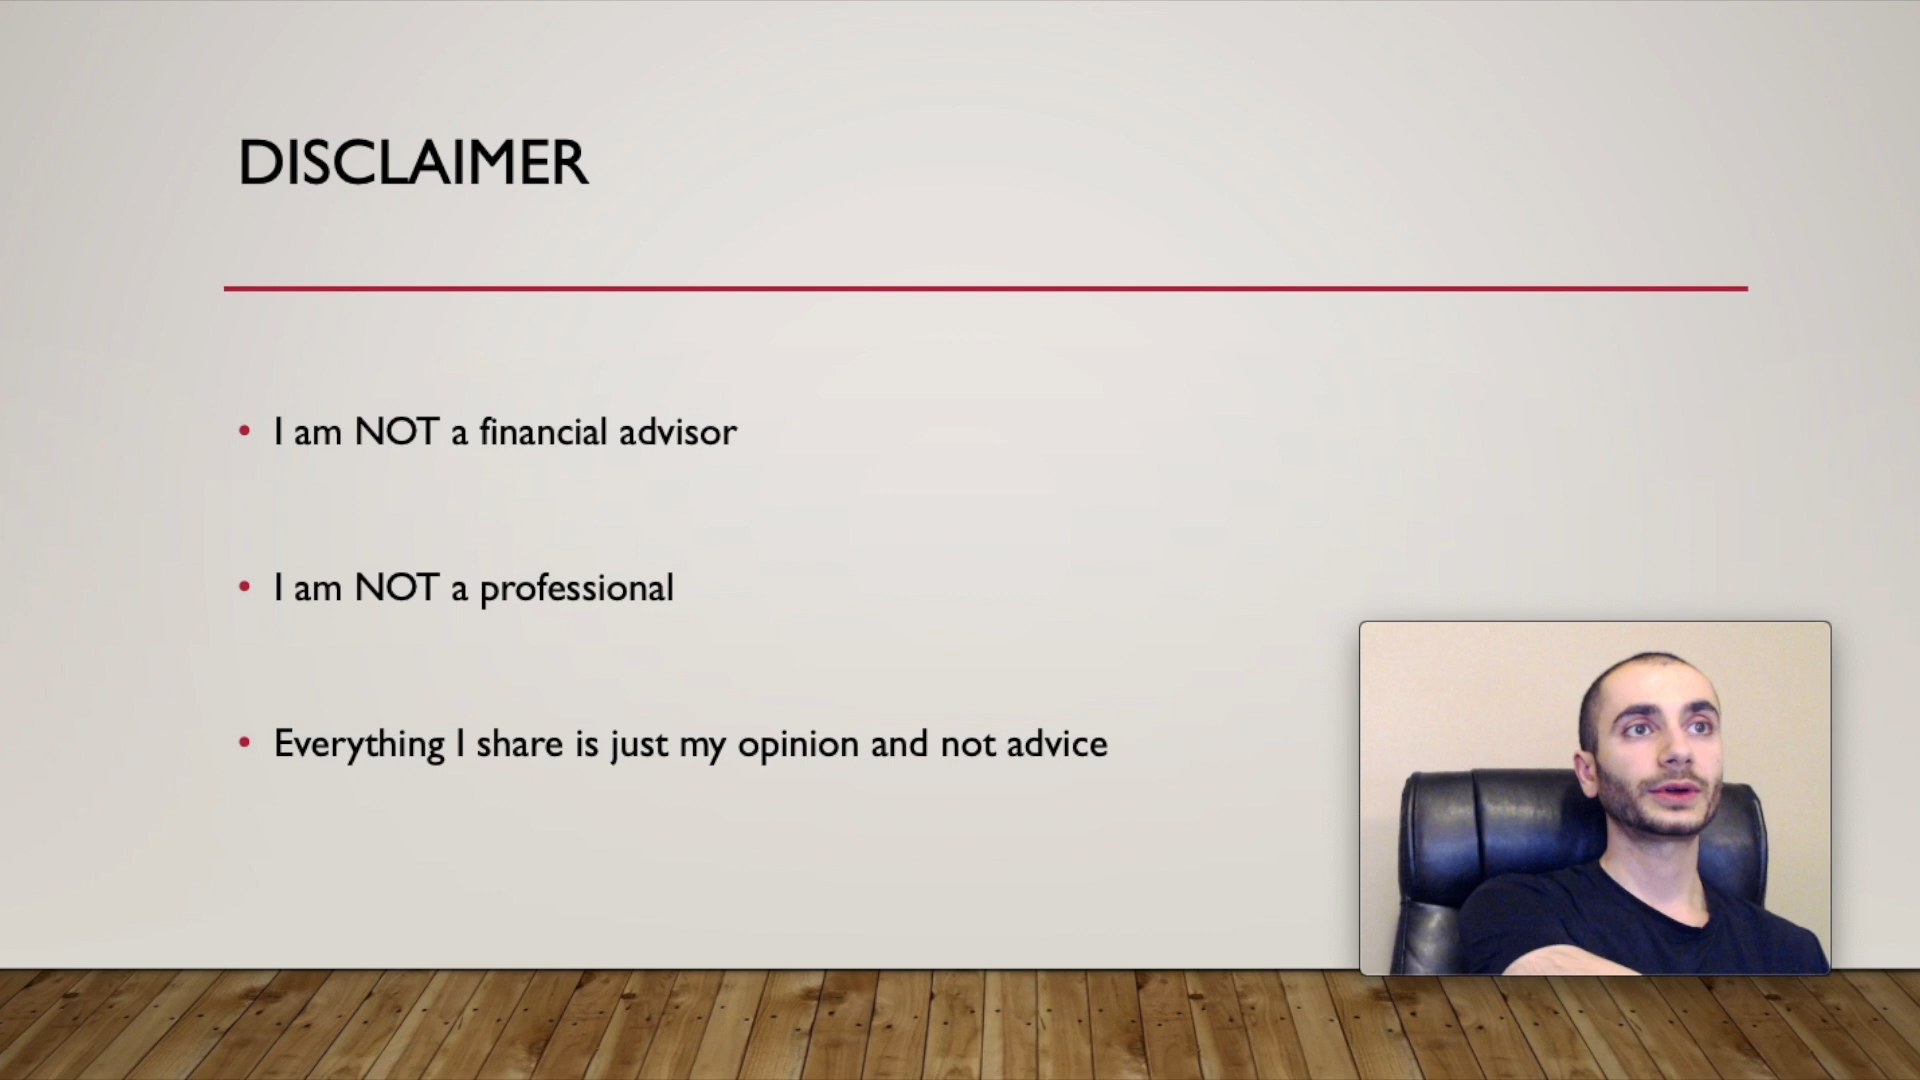 DISCLAIMER
• I am NOT a financial advisor
• I am NOT a professional
• Everything I share is just my opinion and not advice